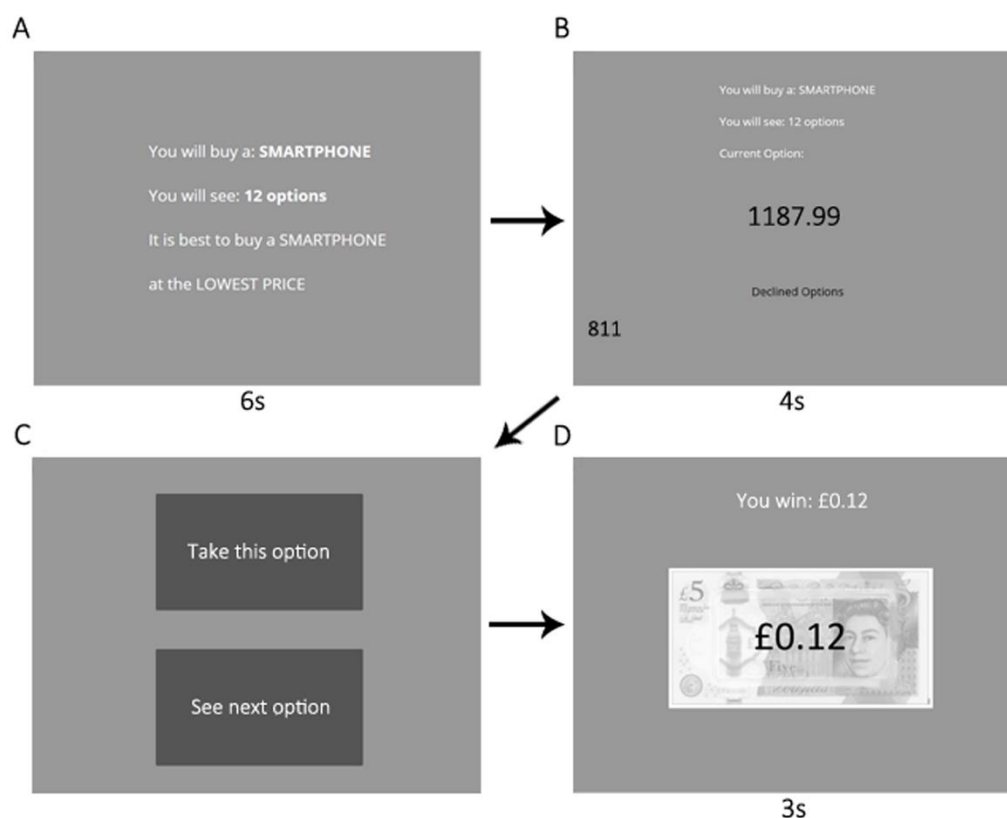 A
You will buy a: SMARTPHONE
You will see: 12 options
It is best to buy a SMARTPHONE
at the LOWEST PRICE
6s
B
You will buy a: SMARTPHONE
You will see: 12 options
Current Option:
1187.99
Declined Options
811
4s
C
Take this option
See next option
D
You win: £0.12
£5
£0.12
Five
3s